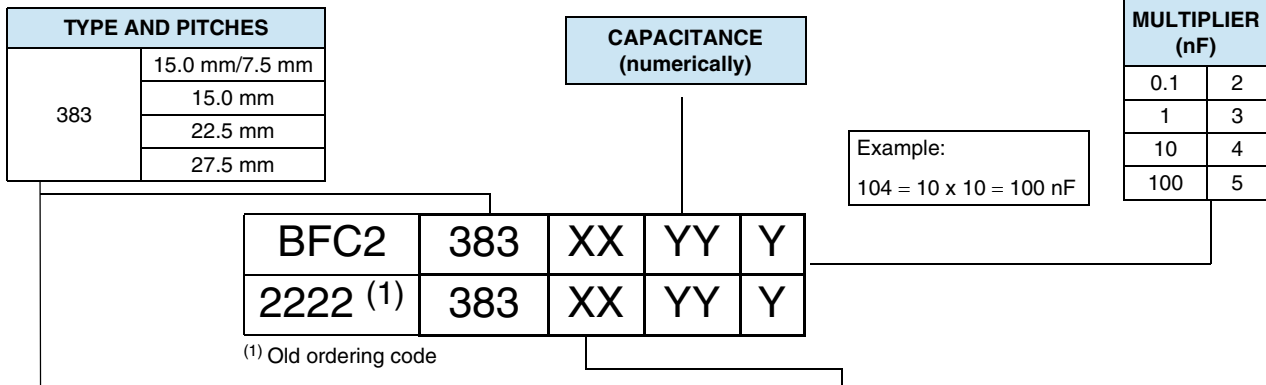 TYPE AND PITCHES
383
15.0 mm/7.5 mm
15.0 mm
22.5 mm
27.5 mm
CAPACITANCE
(numerically)
MULTIPLIER
(nF)
0.1 2
1 3
10 4
100 5
Example:
104 = 10 x 10 = 100 nF
BFC2 383 XX YY Y
2222 (1) 383 XX YY Y
(1) Old ordering code